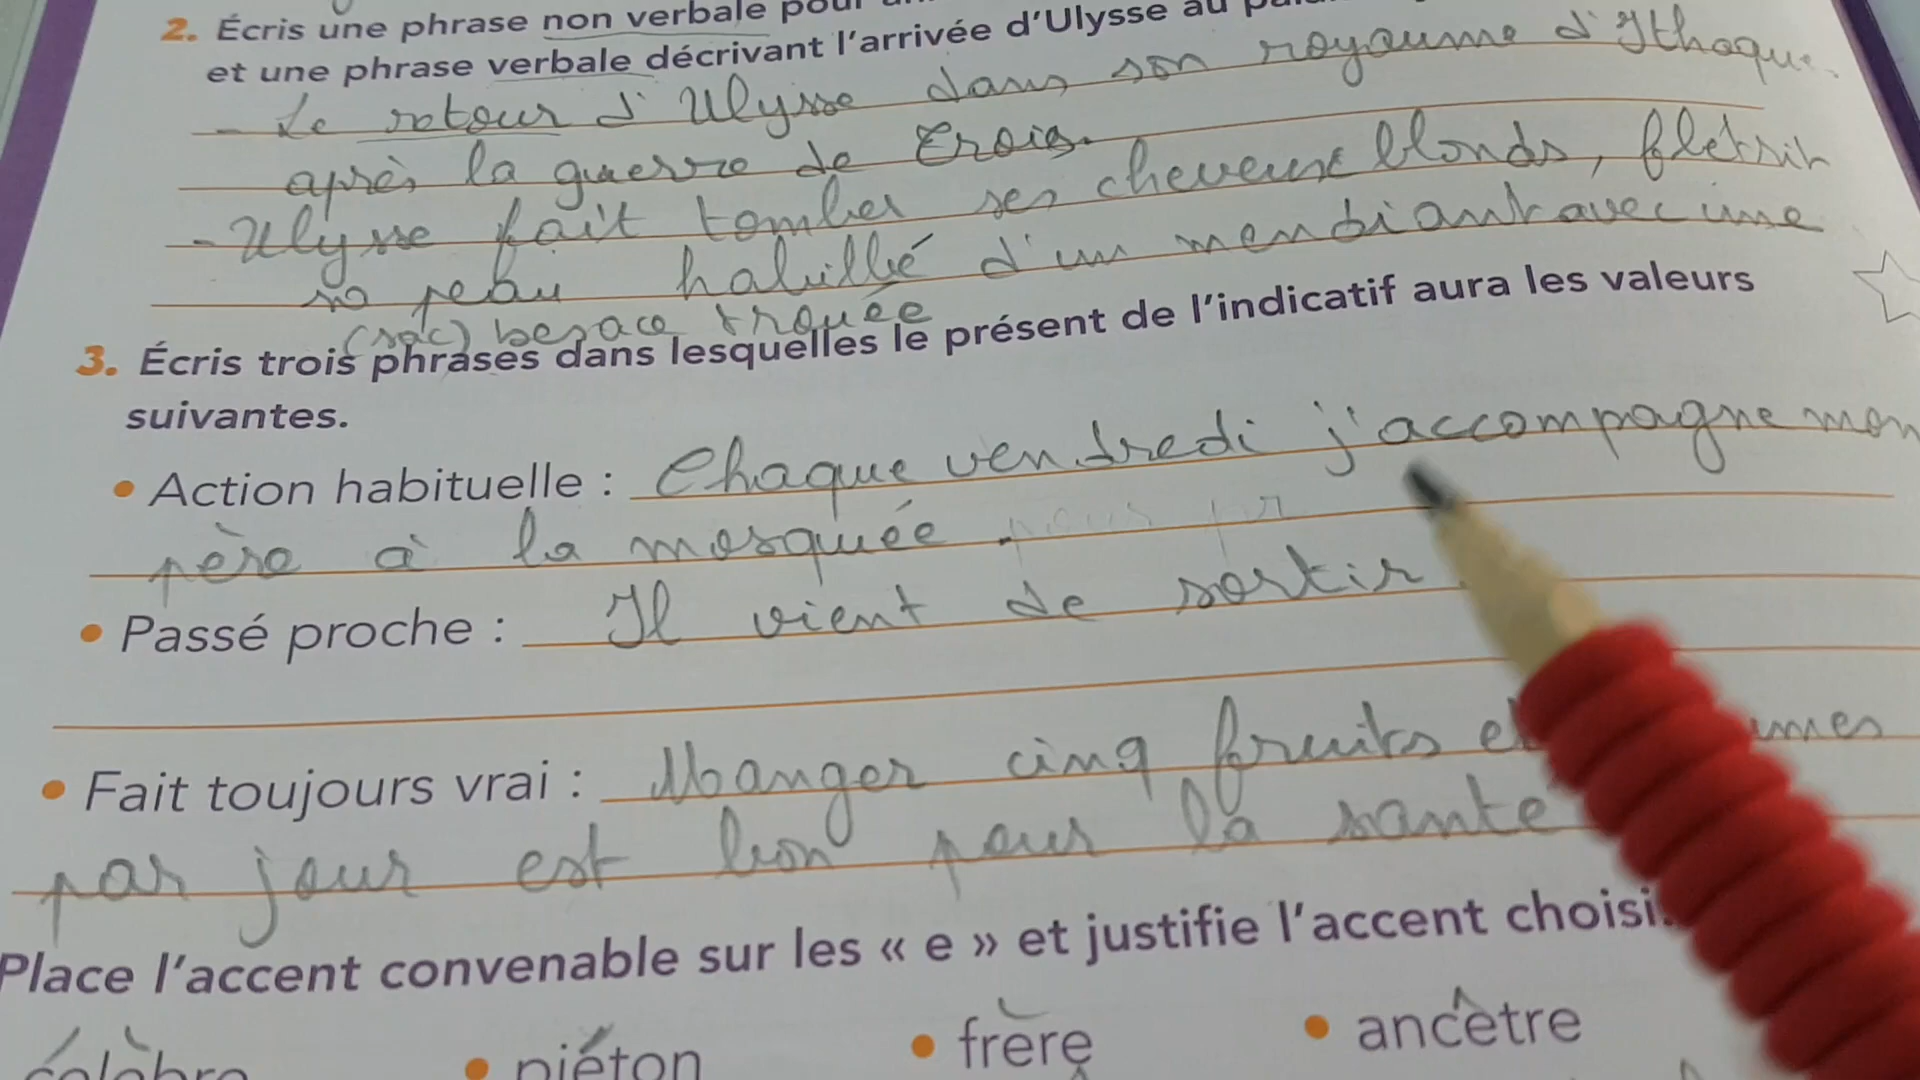 2. Écris une phrase non verbale pour
et une phrase verbale décrivant l'arrivée d'Ulysse au
- Le retour d'Ulysse dans son royaume d'Ithaque.
après la guerre de Troie.
- Ulysse fait tomber ses cheveux blonds, flétrir
sa peau habillé d'un mendiant avec une
(sac) besace trouée
3. Écris trois phrases dans lesquelles le présent de l'indicatif aura les valeurs
suivantes.
• Action habituelle : Chaque vendredi j'accompagne mon
père à la mosquée.
• Passé proche : Il vient de sortir
• Fait toujours vrai : Manger cinq fruits et
par jour est bon pour la santé
Place l'accent convenable sur les « e » et justifie l'accent choisi.
célèbre • piéton • frère • ancêtre